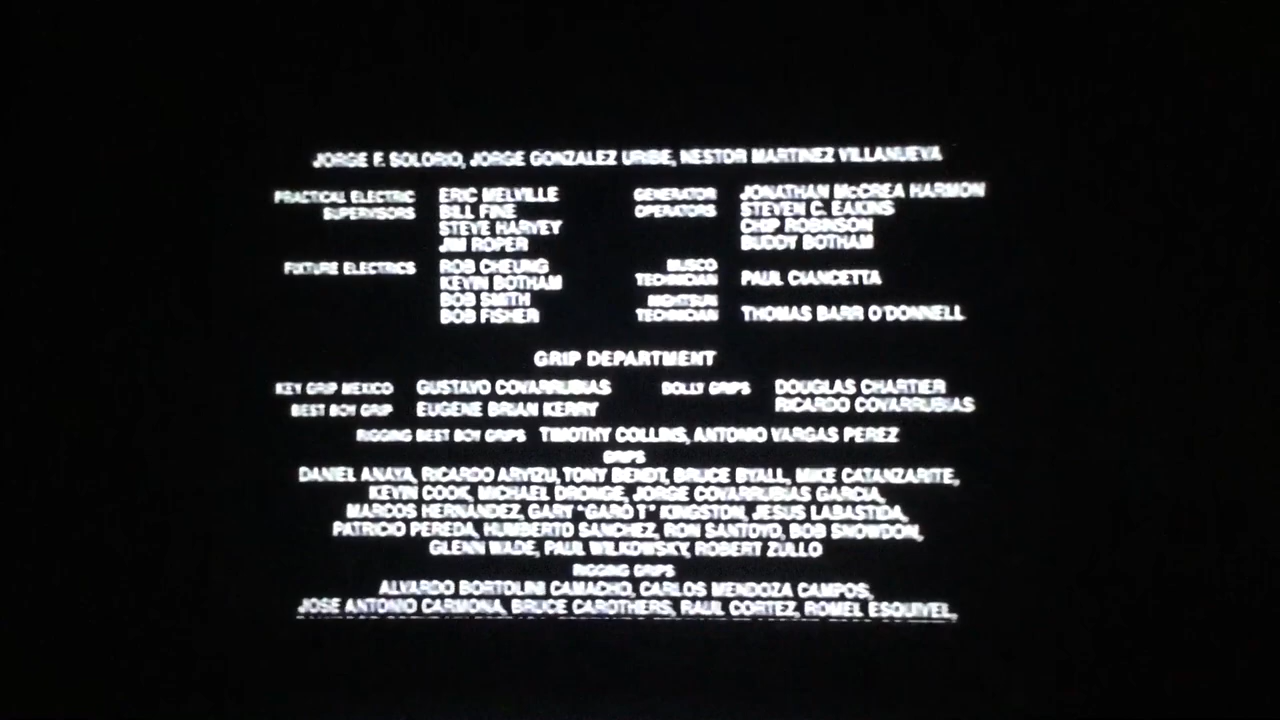 JORGE F. SOLORIO, JORGE GONZALEZ URIBE, NESTOR MARTINEZ VILLANUEVA
PRACTICAL ELECTRIC SUPERVISORS
ERIC MELVILLE
BILL FINE
STEVE HARVEY
JIM ROPER
GENERATOR OPERATORS
JONATHAN McCREA HARMON
STEVEN C. EAKINS
CHIP ROBINSON
BUDDY BOTHAM
FIXTURE ELECTRICS
ROB CHEUNG
KEVIN BOTHAM
BOB SMITH
BOB FISHER
MUSCO TECHNICIAN
PAUL CIANCETTA
NIGHTSUN TECHNICIAN
THOMAS BARR O'DONNELL
GRIP DEPARTMENT
KEY GRIP MEXICO GUSTAVO COVARRUBIAS
BEST BOY GRIP EUGENE BRIAN KERRY
DOLLY GRIPS DOUGLAS CHARTIER
RICARDO COVARRUBIAS
RIGGING BEST BOY GRIPS TIMOTHY COLLINS, ANTONIO VARGAS PEREZ
GRIPS
DANIEL ANAYA, RICARDO ARVIZU, TONY BENDT, BRUCE BYALL, MIKE CATANZARITE,
KEVIN COOK, MICHAEL DRONGE, JORGE COVARRUBIAS GARCIA,
MARCOS HERNANDEZ, GARY "GARO T" KINGSTON, JESUS LABASTIDA,
PATRICIO PEREDA, HUMBERTO SANCHEZ, RON SANTOYO, BOB SNOWDON,
GLENN WADE, PAUL WILKOWSKY, ROBERT ZULLO
RIGGING GRIPS
ALVARDO BORTOLINI CAMACHO, CARLOS MENDOZA CAMPOS,
JOSE ANTONIO CARMONA, BRUCE CAROTHERS, RAUL CORTEZ, ROMEL ESQUIVEL,